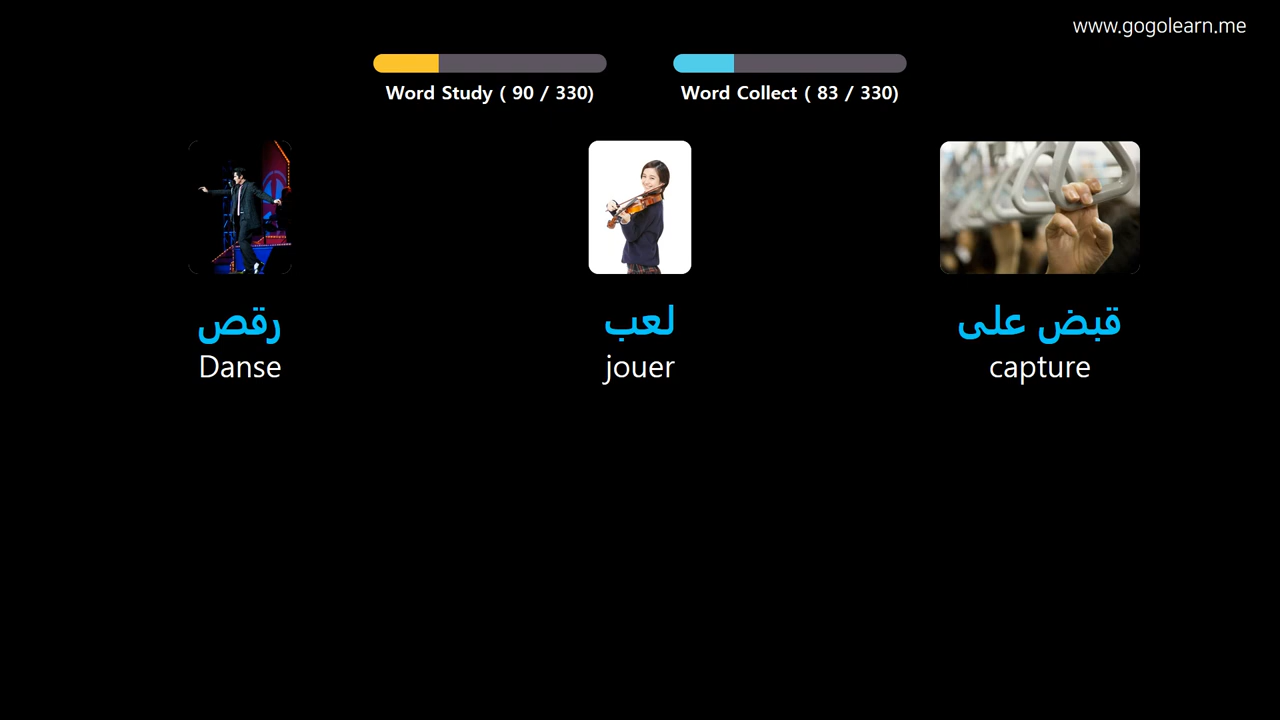 www.gogolearn.me
Word Study ( 90 / 330)
Word Collect ( 83 / 330)
رقص
Danse
لعب
jouer
قبض على
capture